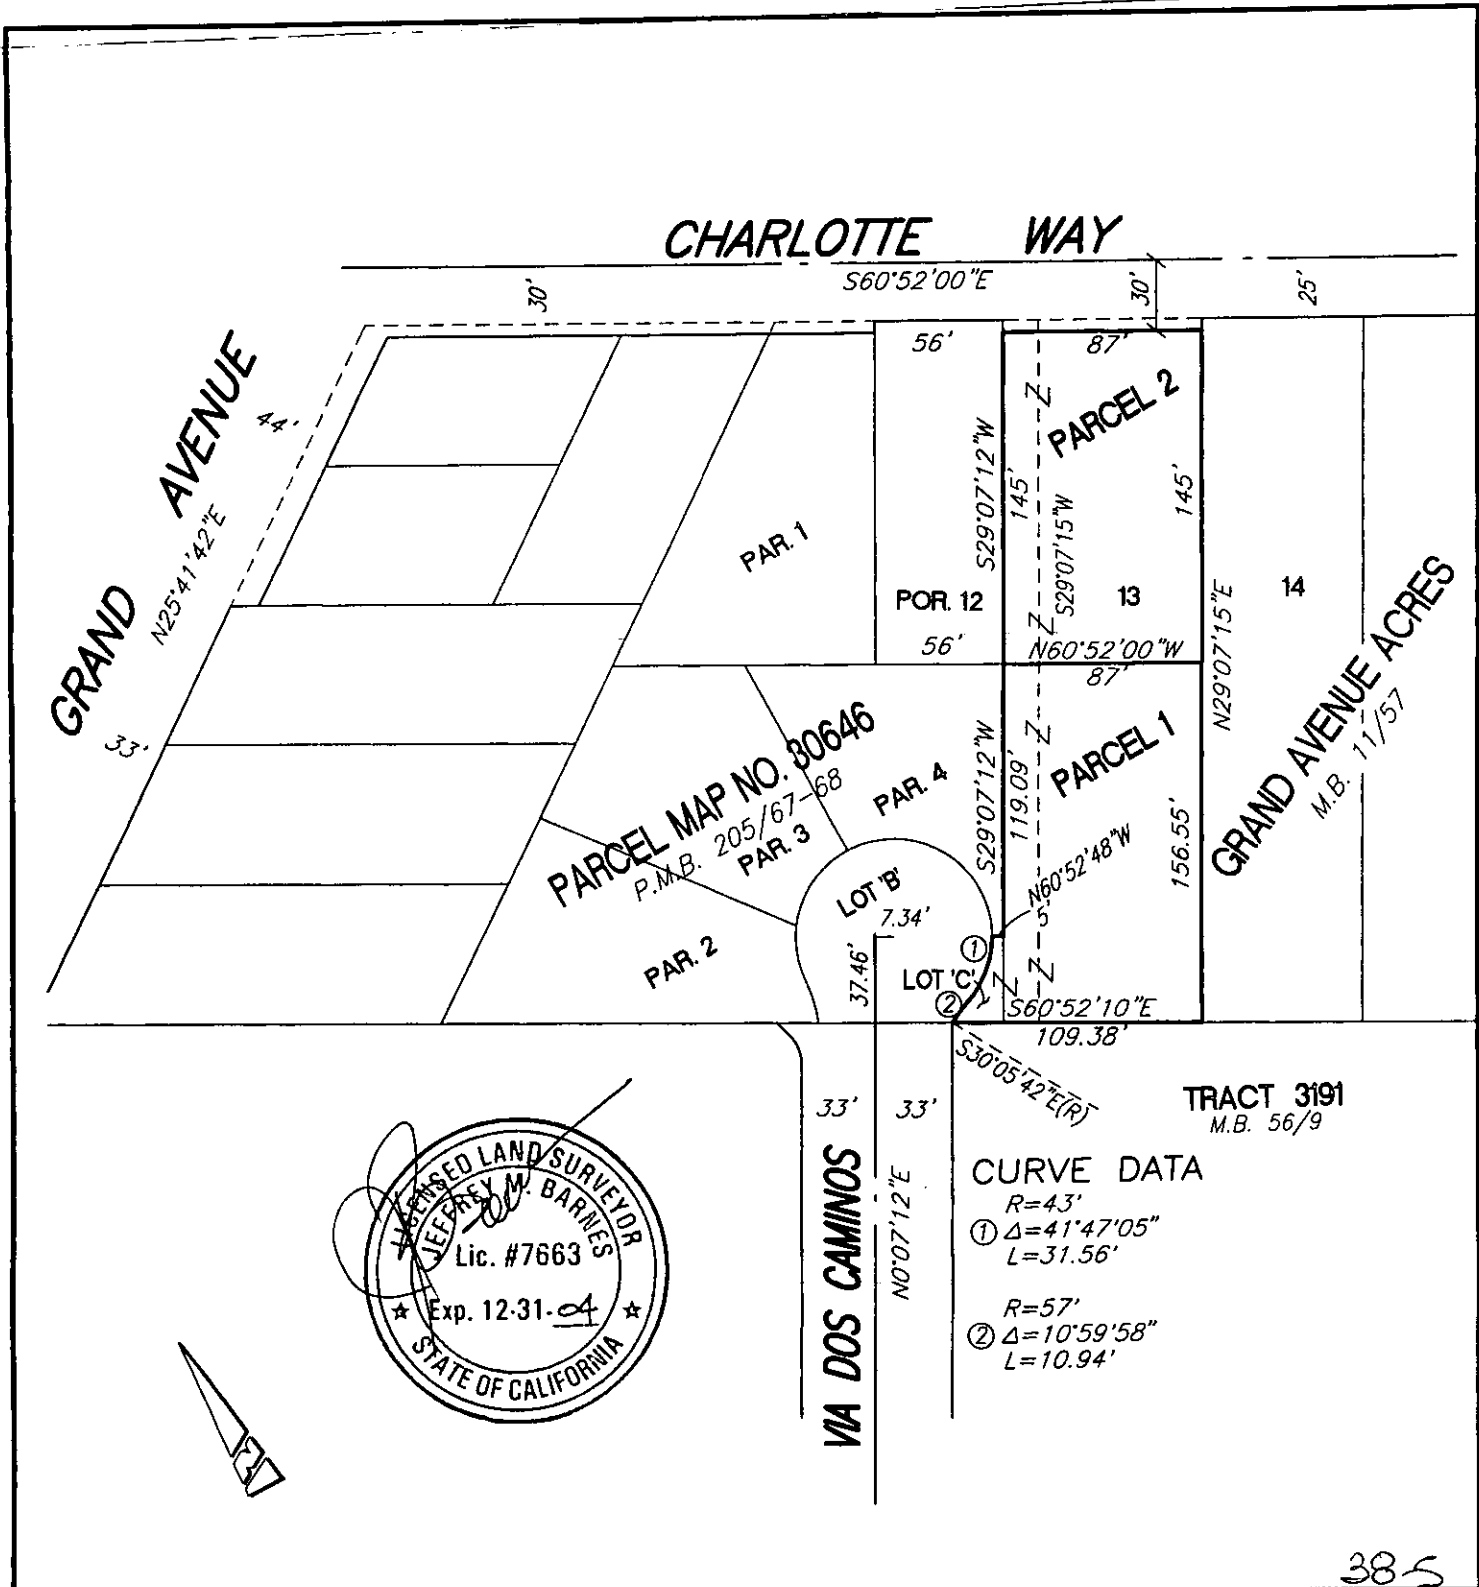 CHARLOTTE WAY
S60°52'00"E
30'
30'
25'
GRAND AVENUE
44'
N25°41'42"E
33'
56'
87'
PARCEL 2
S29°07'12"W
145'
S29°07'15"W
145'
Z
Z
PAR. 1
POR. 12
13
14
56'
N60°52'00"W
87'
N29°07'15"E
GRAND AVENUE ACRES
M.B. 11/57
PARCEL MAP NO. 30646
P.M.B. 205/67-68
PAR. 3
PAR. 4
PAR. 2
S29°07'12"W
119.09'
Z
PARCEL 1
N60°52'48"W
5'
156.55'
LOT 'B'
7.34'
37.46'
①
LOT 'C'
②
Z
Z
S60°52'10"E
109.38'
S30°05'42"E(R)
33'
33'
TRACT 3191
M.B. 56/9
VIA DOS CAMINOS
N0°07'12"E
CURVE DATA
R=43'
① Δ=41°47'05"
L=31.56'
R=57'
② Δ=10°59'58"
L=10.94'
LICENSED LAND SURVEYOR
JEFFREY M. BARNES
Lic. #7663
Exp. 12-31-04
STATE OF CALIFORNIA
N
38-5